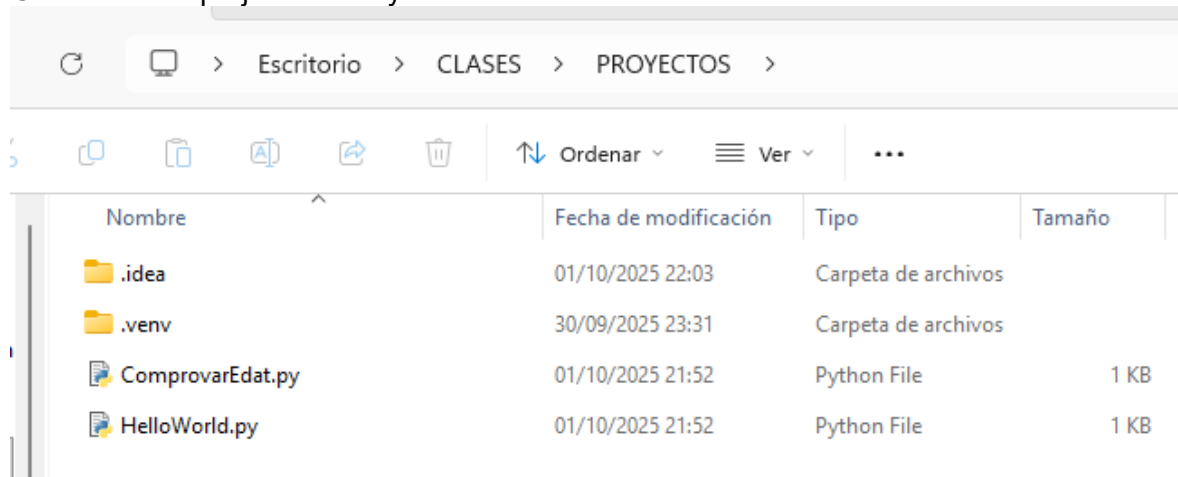 Escritorio > CLASES > PROYECTOS >
Ordenar Ver ...
Nombre Fecha de modificación Tipo Tamaño
.idea 01/10/2025 22:03 Carpeta de archivos
.venv 30/09/2025 23:31 Carpeta de archivos
ComprovarEdat.py 01/10/2025 21:52 Python File 1 KB
HelloWorld.py 01/10/2025 21:52 Python File 1 KB